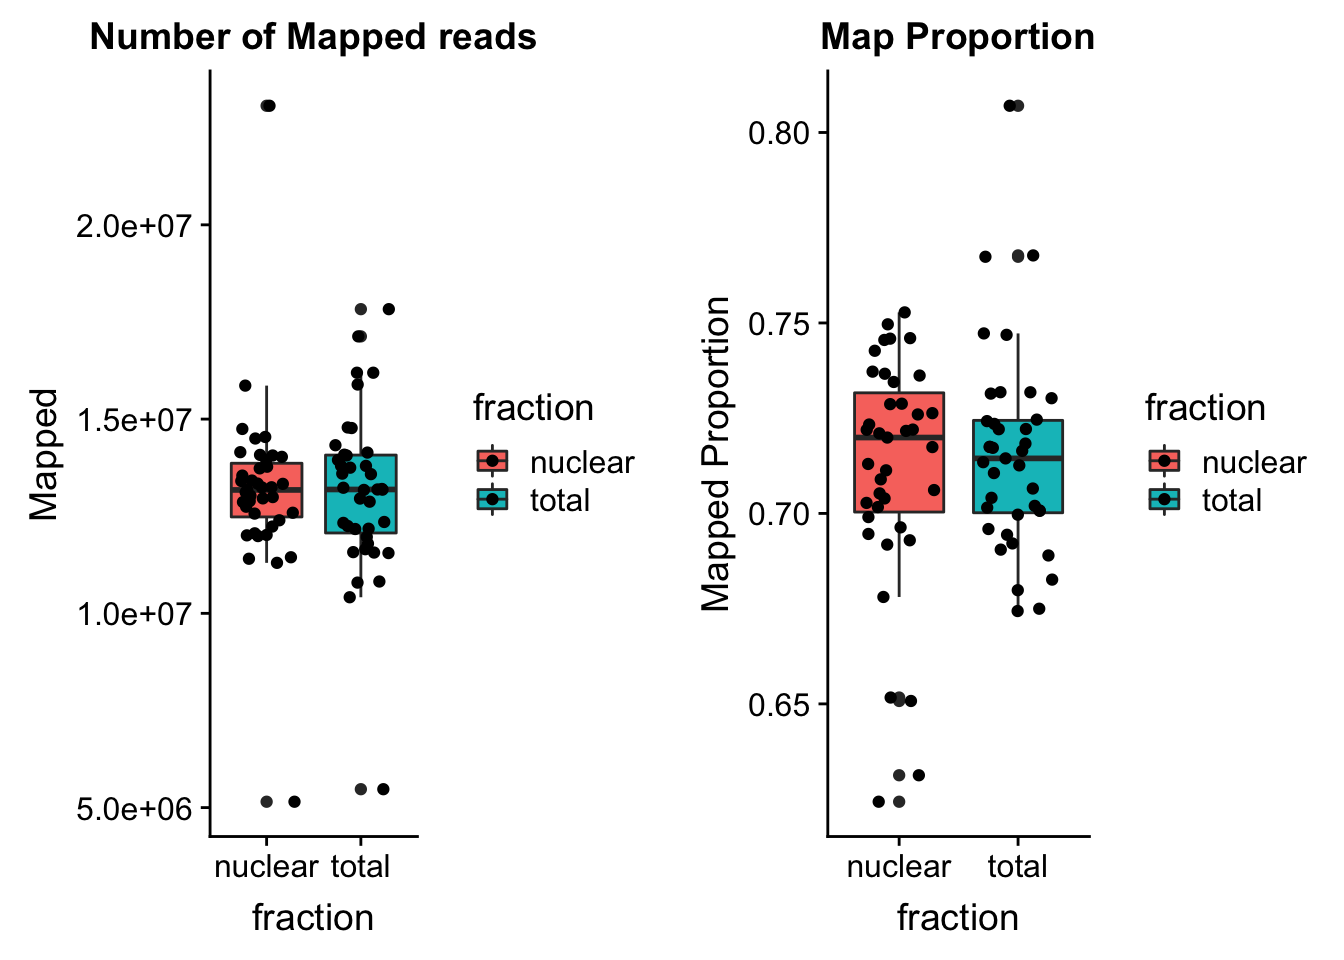 Number of Mapped reads
Mapped
2.0e+07
1.5e+07
1.0e+07
5.0e+06
nuclear total
fraction
fraction
nuclear
total
Map Proportion
Mapped Proportion
0.80
0.75
0.70
0.65
nuclear total
fraction
fraction
nuclear
total